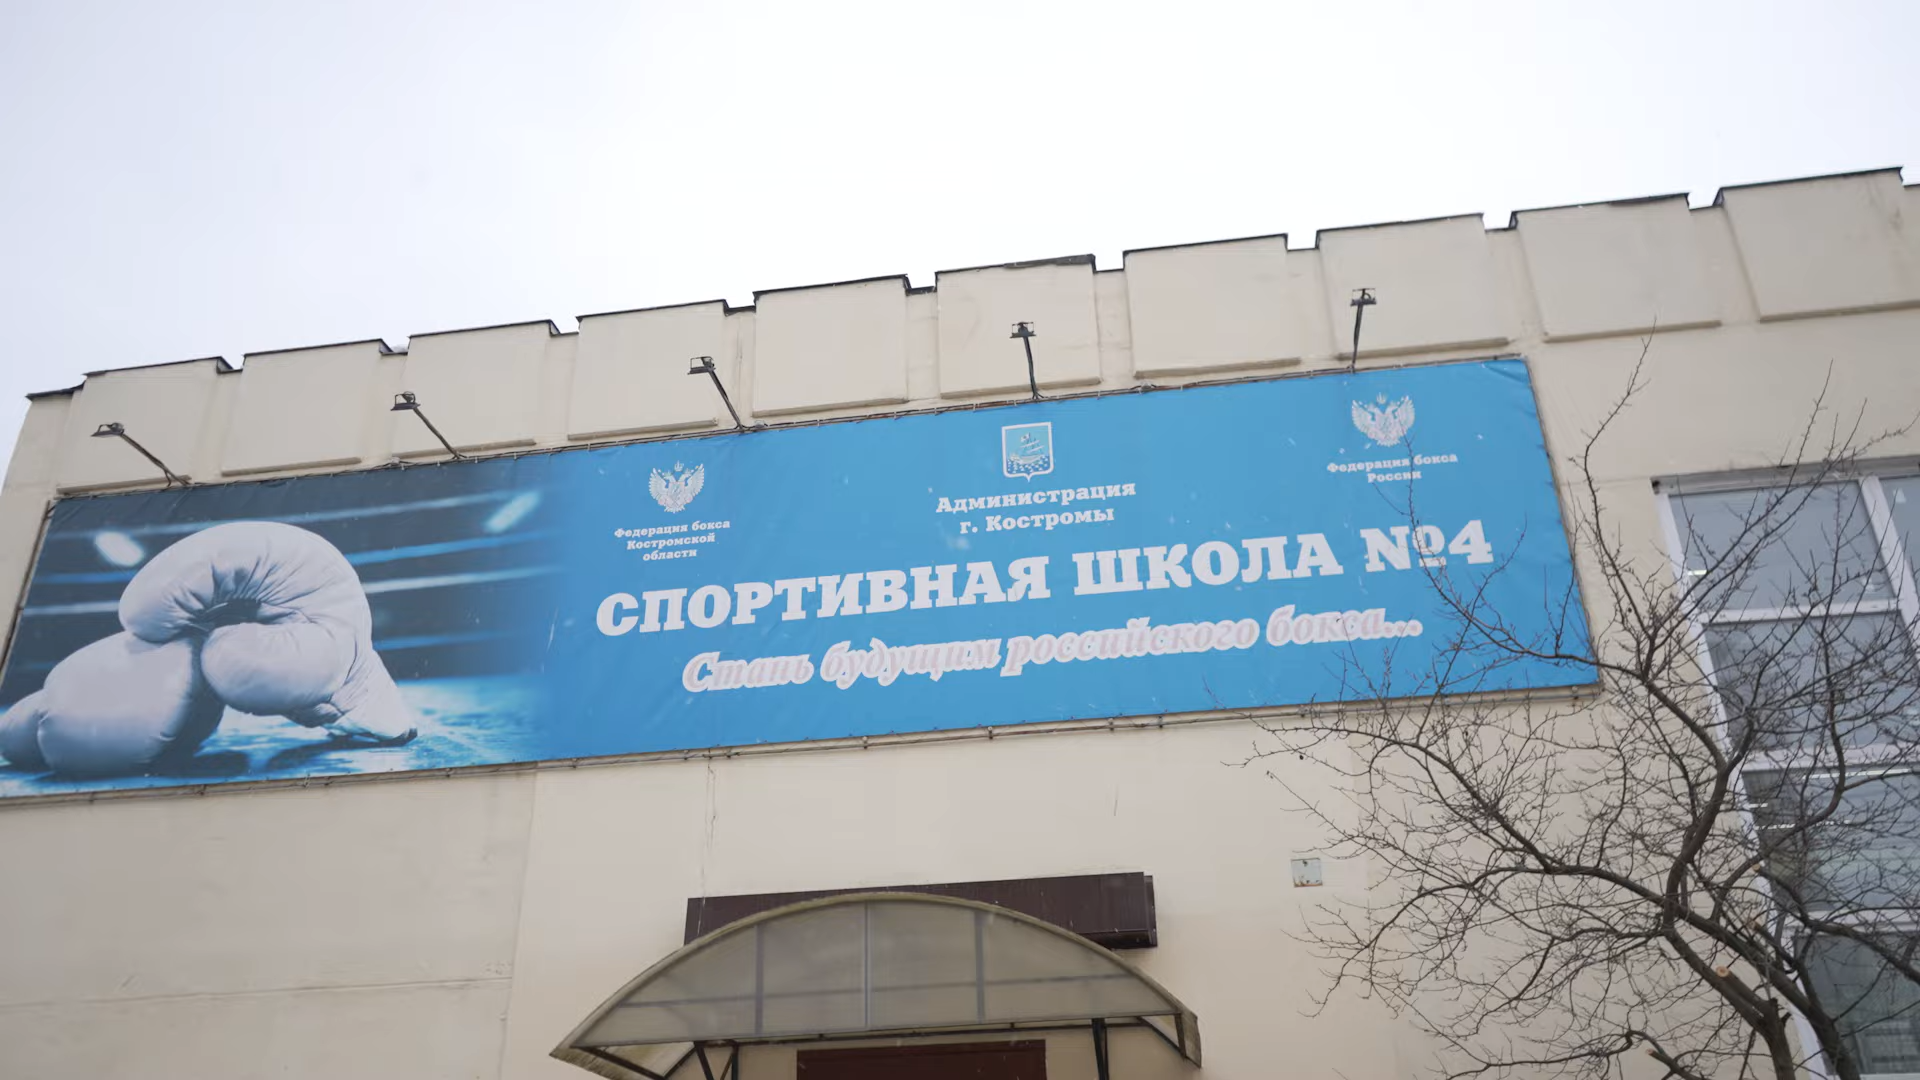 Федерация бокса
Костромской
области
Администрация
г. Костромы
Федерация бокса
России
СПОРТИВНАЯ ШКОЛА №4
Стань будущим российского бокса...